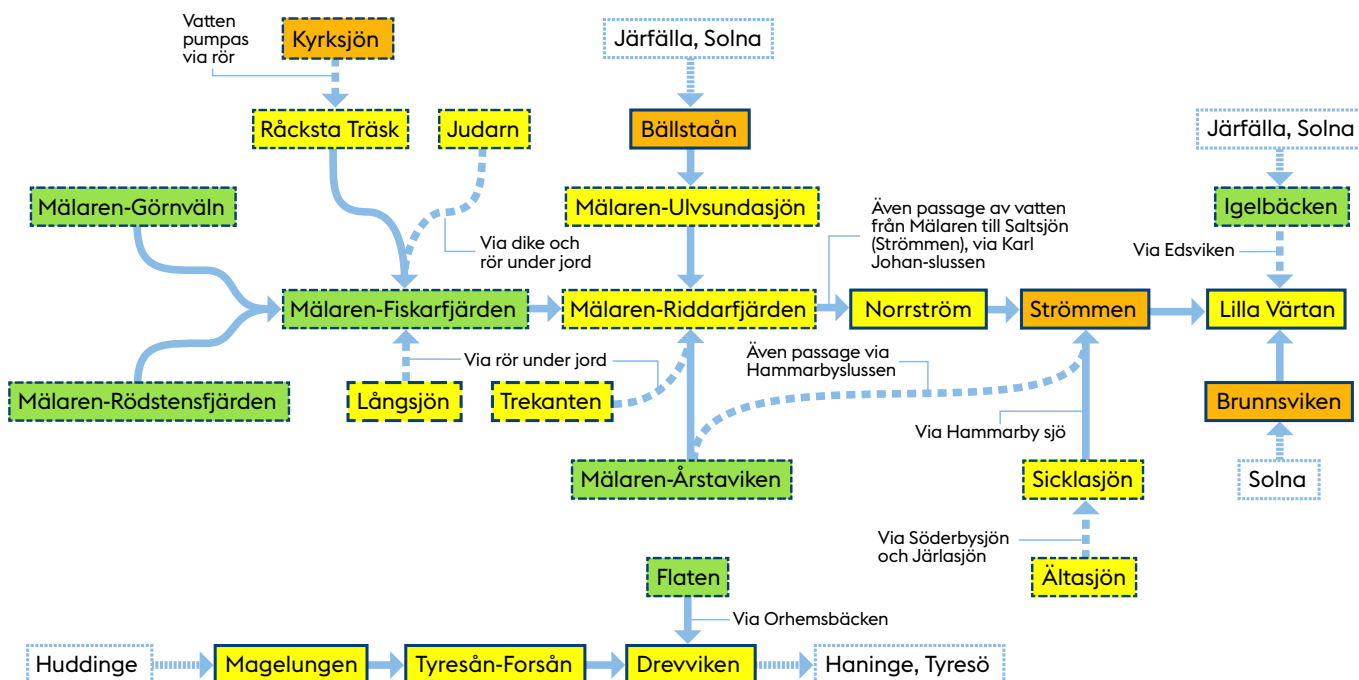 Vatten
pumpas
via rör
Kyrksjön
Järfälla, Solna
Råcksta Träsk
Judarn
Bällstaån
Järfälla, Solna
Mälaren-Görnväln
Mälaren-Ulvsundasjön
Även passage av vatten
från Mälaren till Saltsjön
(Strömmen), via Karl
Johan-slussen
Igelbäcken
Via dike och
rör under jord
Via Edsviken
Mälaren-Fiskarfjärden
Mälaren-Riddarfjärden
Norrström
Strömmen
Lilla Värtan
Via rör under jord
Även passage via
Hammarbyslussen
Mälaren-Rödstensfjärden
Långsjön
Trekanten
Brunnsviken
Via Hammarby sjö
Mälaren-Årstaviken
Sicklasjön
Solna
Via Söderbysjön
och Järlasjön
Flaten
Ältasjön
Via Orhemsbäcken
Huddinge
Magelungen
Tyresån-Forsån
Drevviken
Haninge, Tyresö